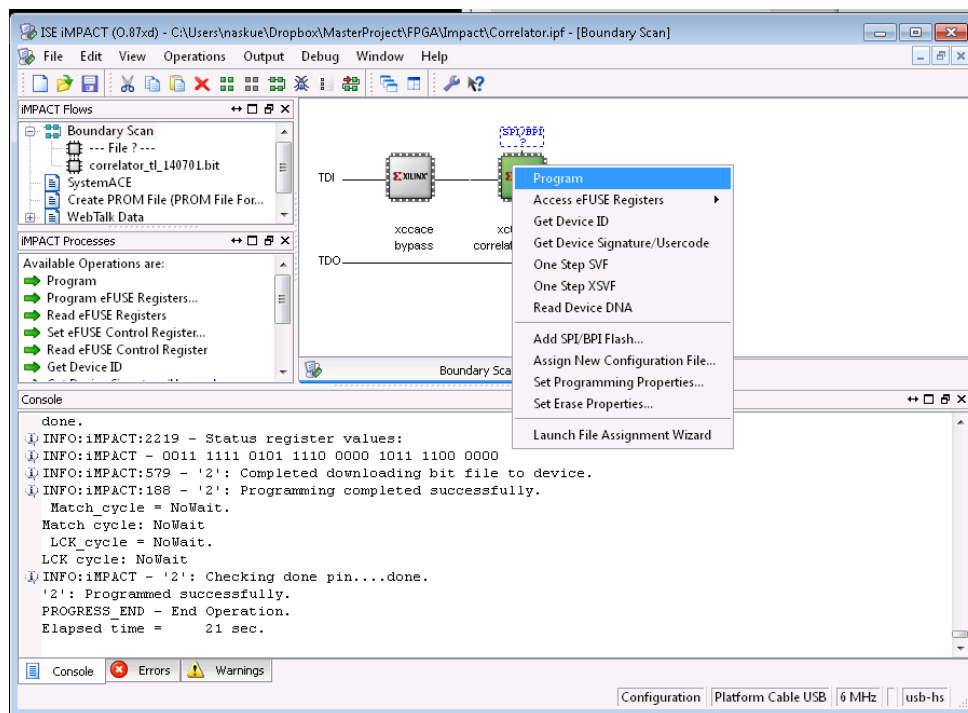 ISE iMPACT (O.87xd) - C:\Users\naskue\Dropbox\MasterProject\FPGA\Impact\Correlator.ipf - [Boundary Scan]
File Edit View Operations Output Debug Window Help
iMPACT Flows
Boundary Scan
--- File ? ---
correlator_tl_140701.bit
SystemACE
Create PROM File (PROM File For...
WebTalk Data
iMPACT Processes
Available Operations are:
Program
Program eFUSE Registers...
Read eFUSE Registers
Set eFUSE Control Register...
Read eFUSE Control Register
Get Device ID
SPI/BPI
?
TDI
XILINX
xccace
bypass
TDO
Boundary Sca
Program
Access eFUSE Registers
Get Device ID
Get Device Signature/Usercode
One Step SVF
One Step XSVF
Read Device DNA
Add SPI/BPI Flash...
Assign New Configuration File...
Set Programming Properties...
Set Erase Properties...
Launch File Assignment Wizard
Console
done.
INFO:iMPACT:2219 - Status register values:
INFO:iMPACT - 0011 1111 0101 1110 0000 1011 1100 0000
INFO:iMPACT:579 - '2': Completed downloading bit file to device.
INFO:iMPACT:188 - '2': Programming completed successfully.
Match_cycle = NoWait.
Match cycle: NoWait
LCK_cycle = NoWait.
LCK cycle: NoWait
INFO:iMPACT - '2': Checking done pin....done.
'2': Programmed successfully.
PROGRESS_END - End Operation.
Elapsed time = 21 sec.
Console Errors Warnings
Configuration Platform Cable USB 6 MHz usb-hs